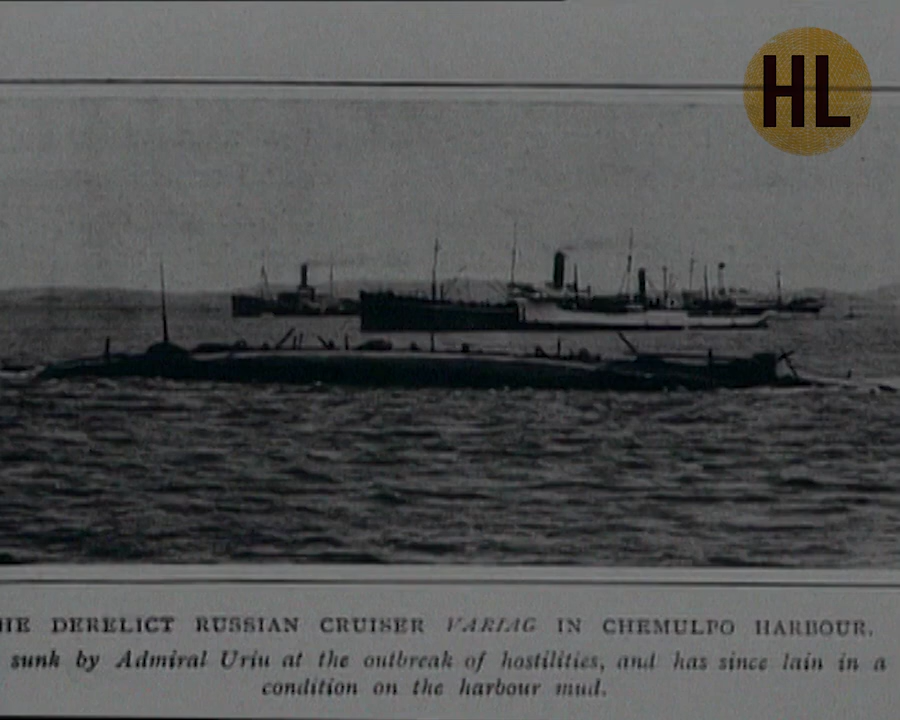 HL
HE DERELICT RUSSIAN CRUISER VARIAG IN CHEMULPO HARBOUR.
sunk by Admiral Uriu at the outbreak of hostilities, and has since lain in a
condition on the harbour mud.